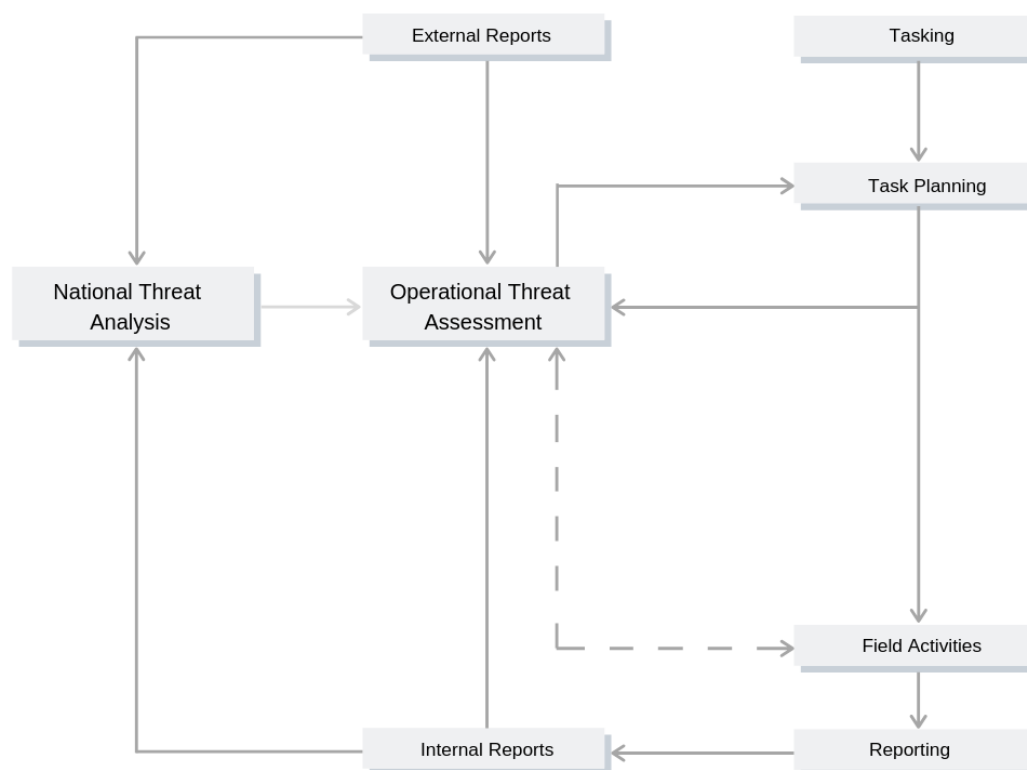 External Reports
Tasking
Task Planning
National Threat
Analysis
Operational Threat
Assessment
Field Activities
Internal Reports
Reporting